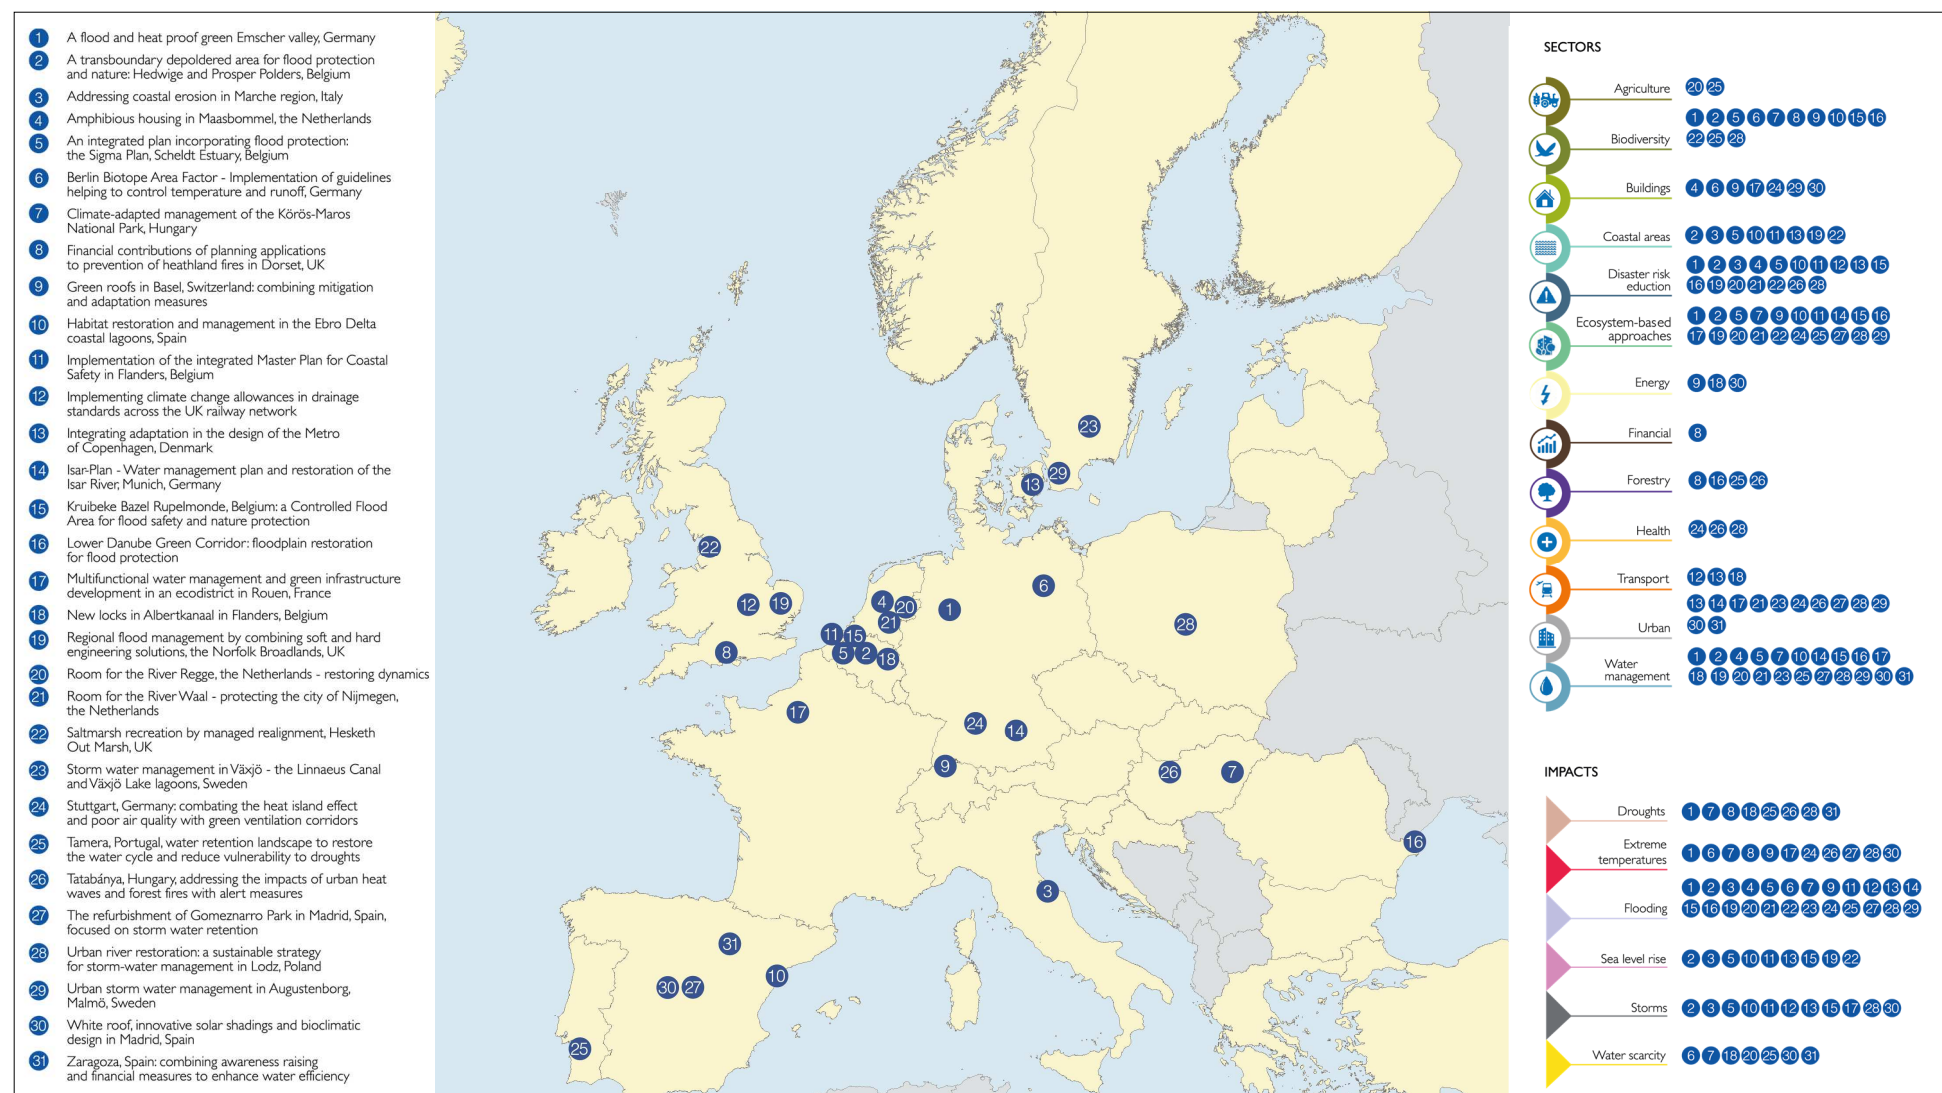 1 A flood and heat proof green Emscher valley, Germany
2 A transboundary depoldered area for flood protection
and nature: Hedwige and Prosper Polders, Belgium
3 Addressing coastal erosion in Marche region, Italy
4 Amphibious housing in Maasbommel, the Netherlands
5 An integrated plan incorporating flood protection:
the Sigma Plan, Scheldt Estuary, Belgium
6 Berlin Biotope Area Factor - Implementation of guidelines
helping to control temperature and runoff, Germany
7 Climate-adapted management of the Körös-Maros
National Park, Hungary
8 Financial contributions of planning applications
to prevention of heathland fires in Dorset, UK
9 Green roofs in Basel, Switzerland: combining mitigation
and adaptation measures
10 Habitat restoration and management in the Ebro Delta
coastal lagoons, Spain
11 Implementation of the integrated Master Plan for Coastal
Safety in Flanders, Belgium
12 Implementing climate change allowances in drainage
standards across the UK railway network
13 Integrating adaptation in the design of the Metro
of Copenhagen, Denmark
14 Isar-Plan - Water management plan and restoration of the
Isar River, Munich, Germany
15 Kruibeke Bazel Rupelmonde, Belgium: a Controlled Flood
Area for flood safety and nature protection
16 Lower Danube Green Corridor: floodplain restoration
for flood protection
17 Multifunctional water management and green infrastructure
development in an ecodistrict in Rouen, France
18 New locks in Albertkanaal in Flanders, Belgium
19 Regional flood management by combining soft and hard
engineering solutions, the Norfolk Broadlands, UK
20 Room for the River Regge, the Netherlands - restoring dynamics
21 Room for the River Waal - protecting the city of Nijmegen,
the Netherlands
22 Saltmarsh recreation by managed realignment, Hesketh
Out Marsh, UK
23 Storm water management in Växjö - the Linnaeus Canal
and Växjö Lake lagoons, Sweden
24 Stuttgart, Germany: combating the heat island effect
and poor air quality with green ventilation corridors
25 Tamera, Portugal, water retention landscape to restore
the water cycle and reduce vulnerability to droughts
26 Tatabánya, Hungary, addressing the impacts of urban heat
waves and forest fires with alert measures
27 The refurbishment of Gomeznarro Park in Madrid, Spain,
focused on storm water retention
28 Urban river restoration: a sustainable strategy
for storm-water management in Lodz, Poland
29 Urban storm water management in Augustenborg,
Malmö, Sweden
30 White roof, innovative solar shadings and bioclimatic
design in Madrid, Spain
31 Zaragoza, Spain: combining awareness raising
and financial measures to enhance water efficiency
23
29
13
22
6
4
20
1
12
19
21
28
11
15
8
5
2
18
17
24
14
9
26
7
16
3
31
10
30
27
25
SECTORS
Agriculture 20 25
1 2 5 6 7 8 9 10 15 16
Biodiversity 22 25 28
Buildings 4 6 9 17 24 29 30
Coastal areas 2 3 5 10 11 13 19 22
1 2 3 4 5 10 11 12 13 15
Disaster risk
eduction 16 19 20 21 22 26 28
Ecosystem-based 1 2 5 7 9 10 11 14 15 16
approaches 17 19 20 21 22 24 25 27 28 29
Energy 9 18 30
Financial 8
Forestry 8 16 25 26
Health 24 26 28
Transport 12 13 18
13 14 17 21 23 24 26 27 28 29
Urban 30 31
Water 1 2 4 5 7 10 14 15 16 17
management 18 19 20 21 23 25 27 28 29 30 31
IMPACTS
Droughts 1 7 8 18 25 26 28 31
Extreme
temperatures 1 6 7 8 9 17 24 26 27 28 30
1 2 3 4 5 6 7 9 11 12 13 14
Flooding 15 16 19 20 21 22 23 24 25 27 28 29
Sea level rise 2 3 5 10 11 13 15 19 22
Storms 2 3 5 10 11 12 13 15 17 28 30
Water scarcity 6 7 18 20 25 30 31